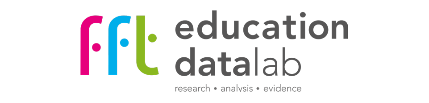 fft education
datalab
research • analysis • evidence